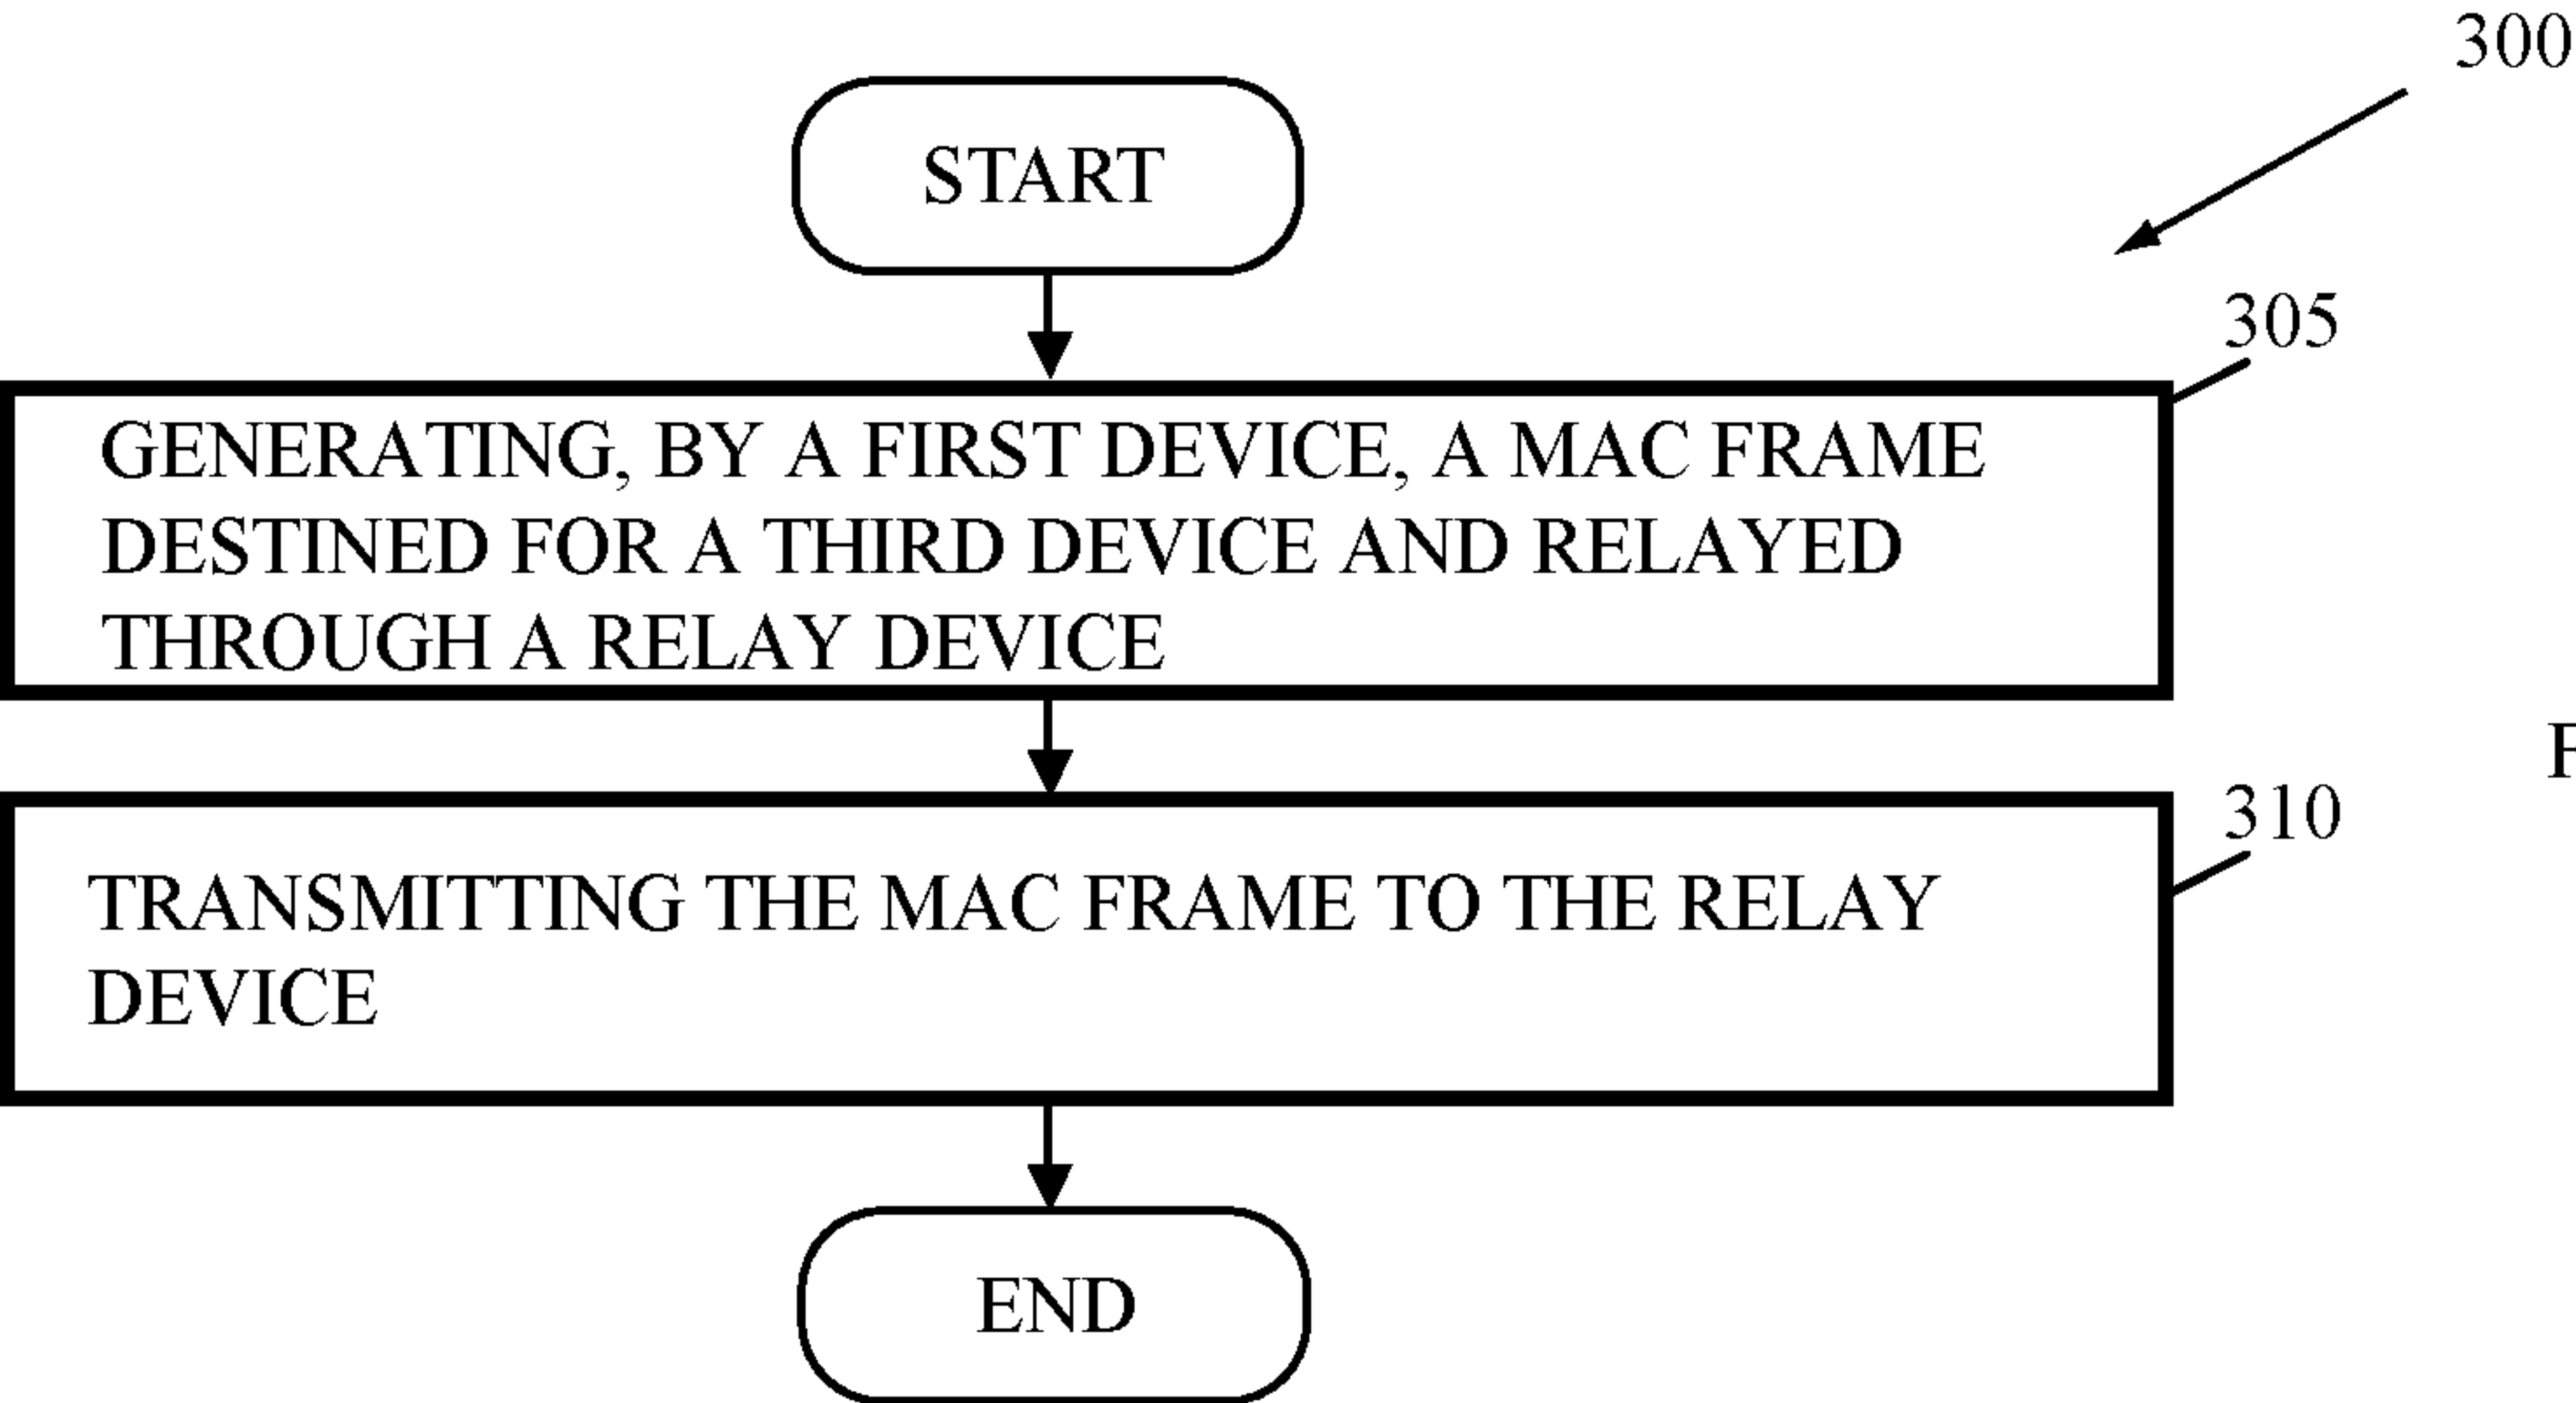 300
START
305
GENERATING, BY A FIRST DEVICE, A MAC FRAME
DESTINED FOR A THIRD DEVICE AND RELAYED
THROUGH A RELAY DEVICE
F
310
TRANSMITTING THE MAC FRAME TO THE RELAY
DEVICE
END